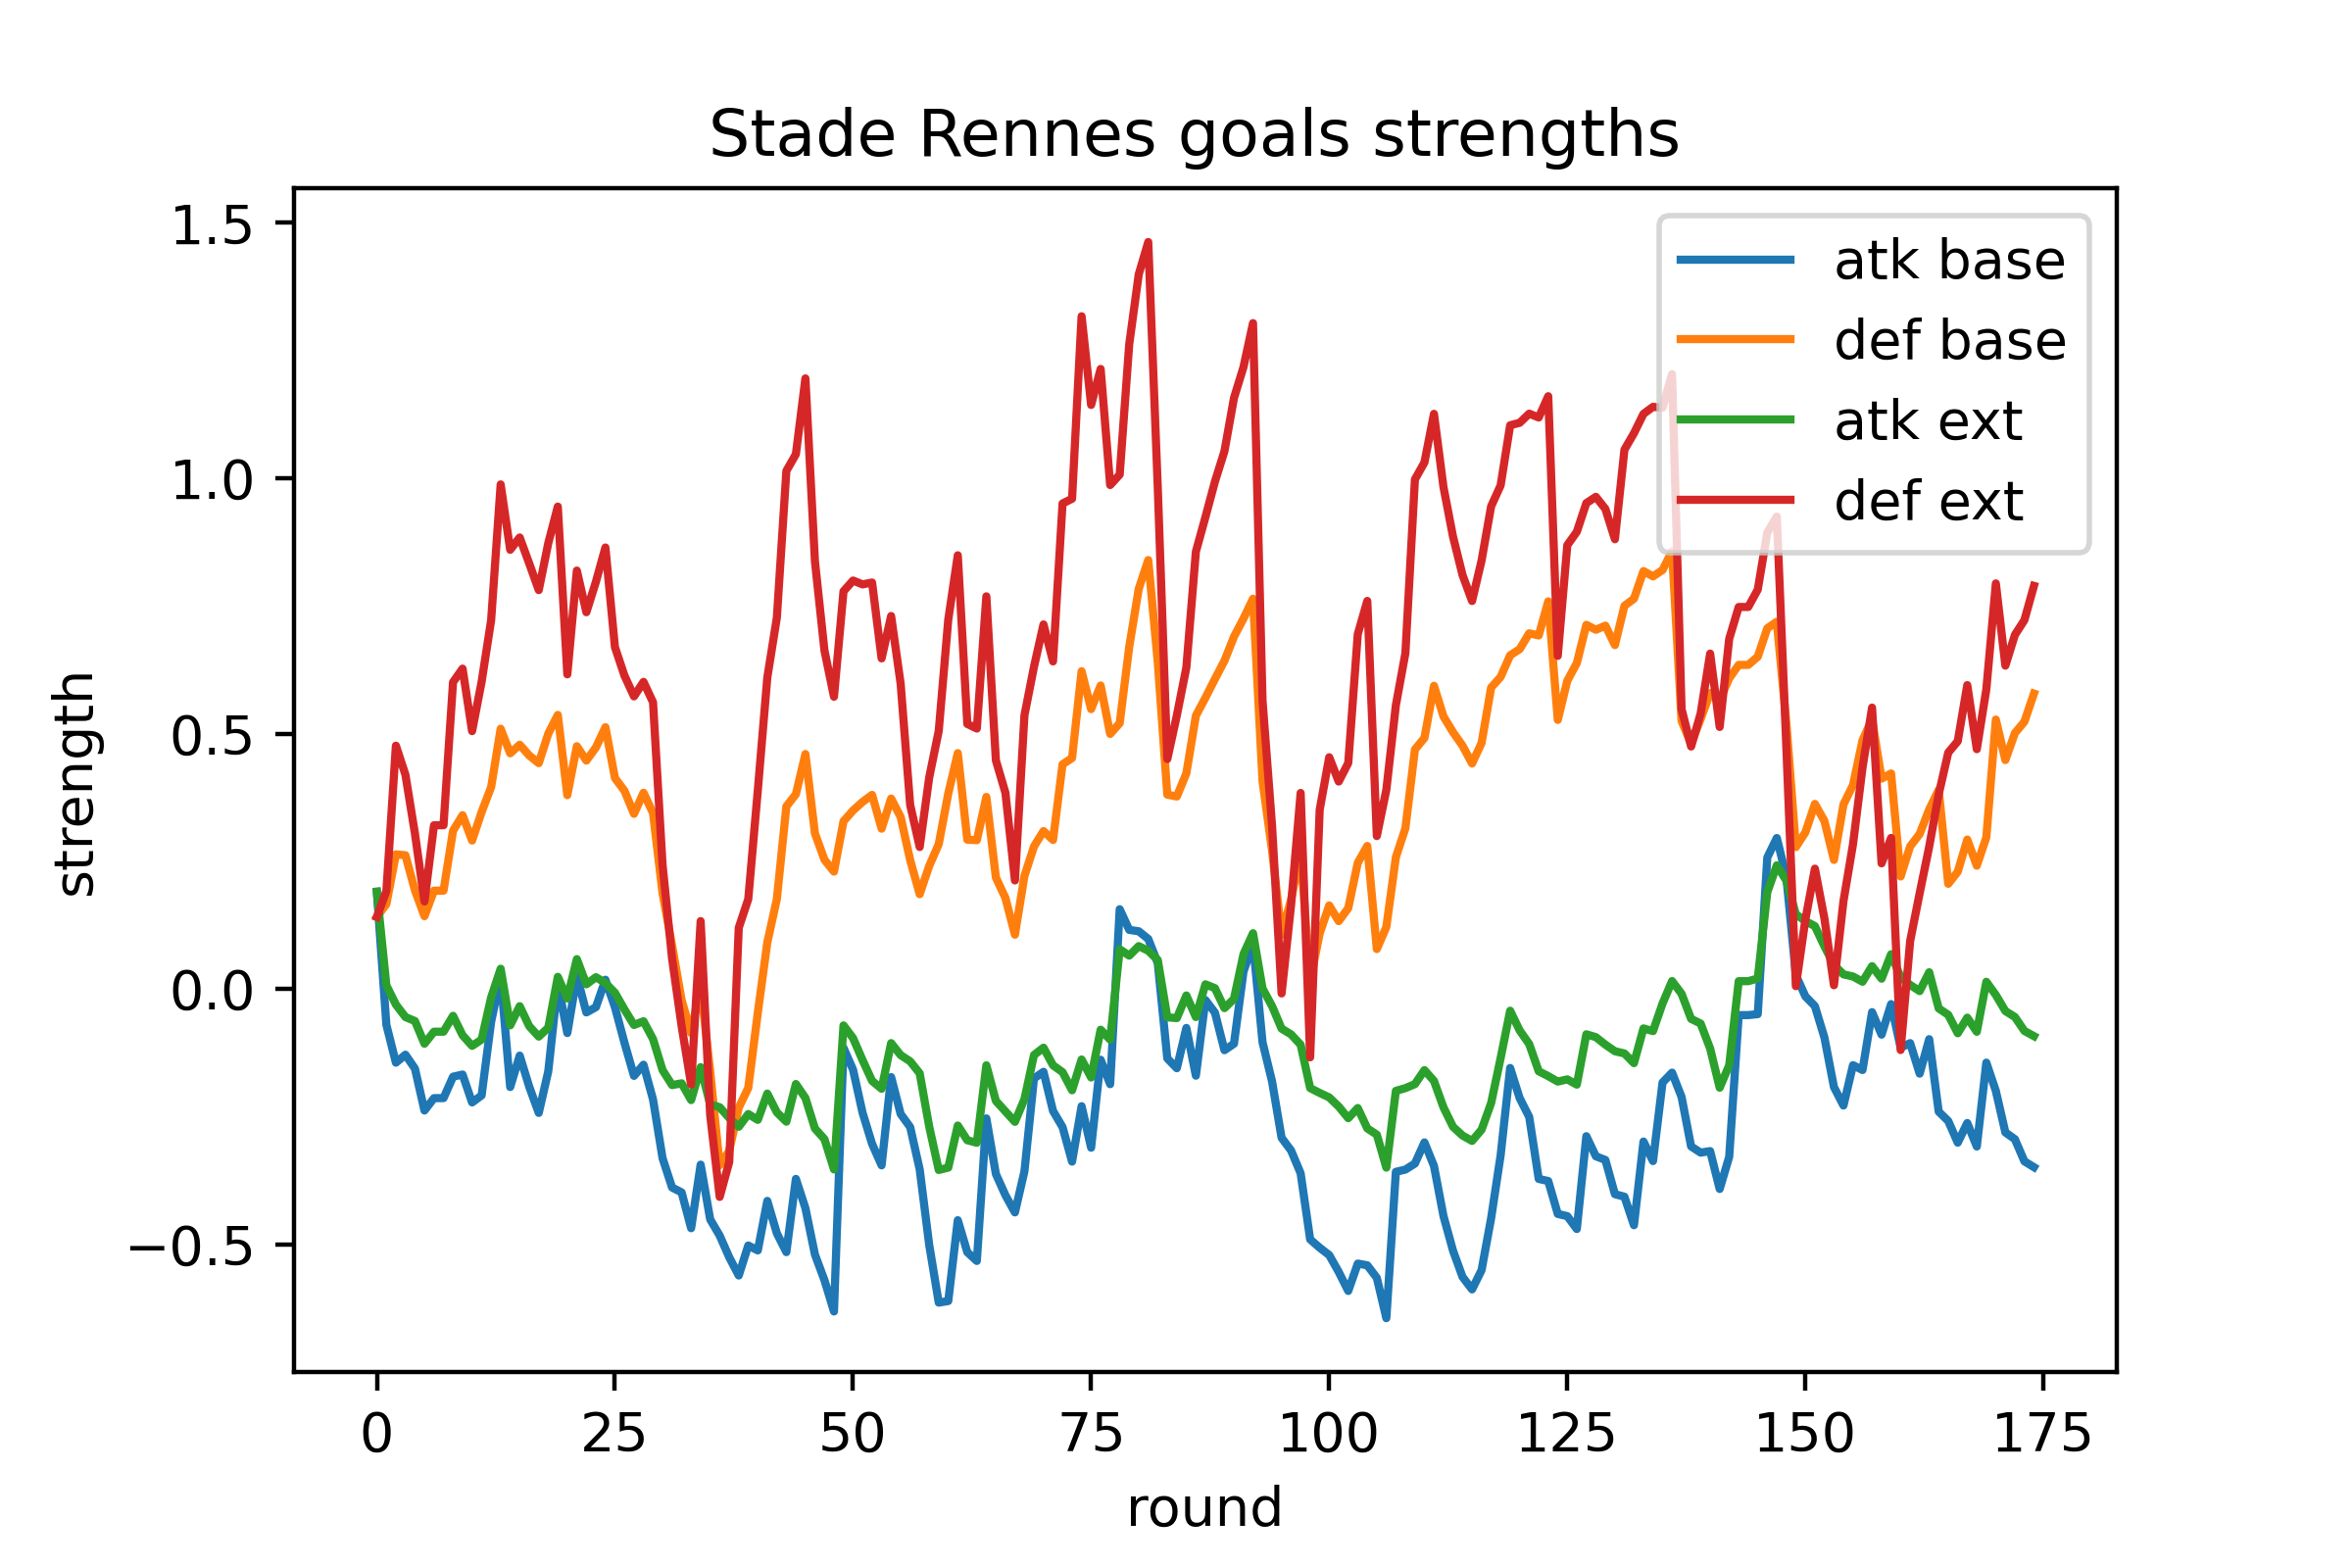 Stade Rennes goals strengths
1.5
1.0
0.5
0.0
−0.5
strength
atk base
def base
atk ext
def ext
0 25 50 75 100 125 150 175
round